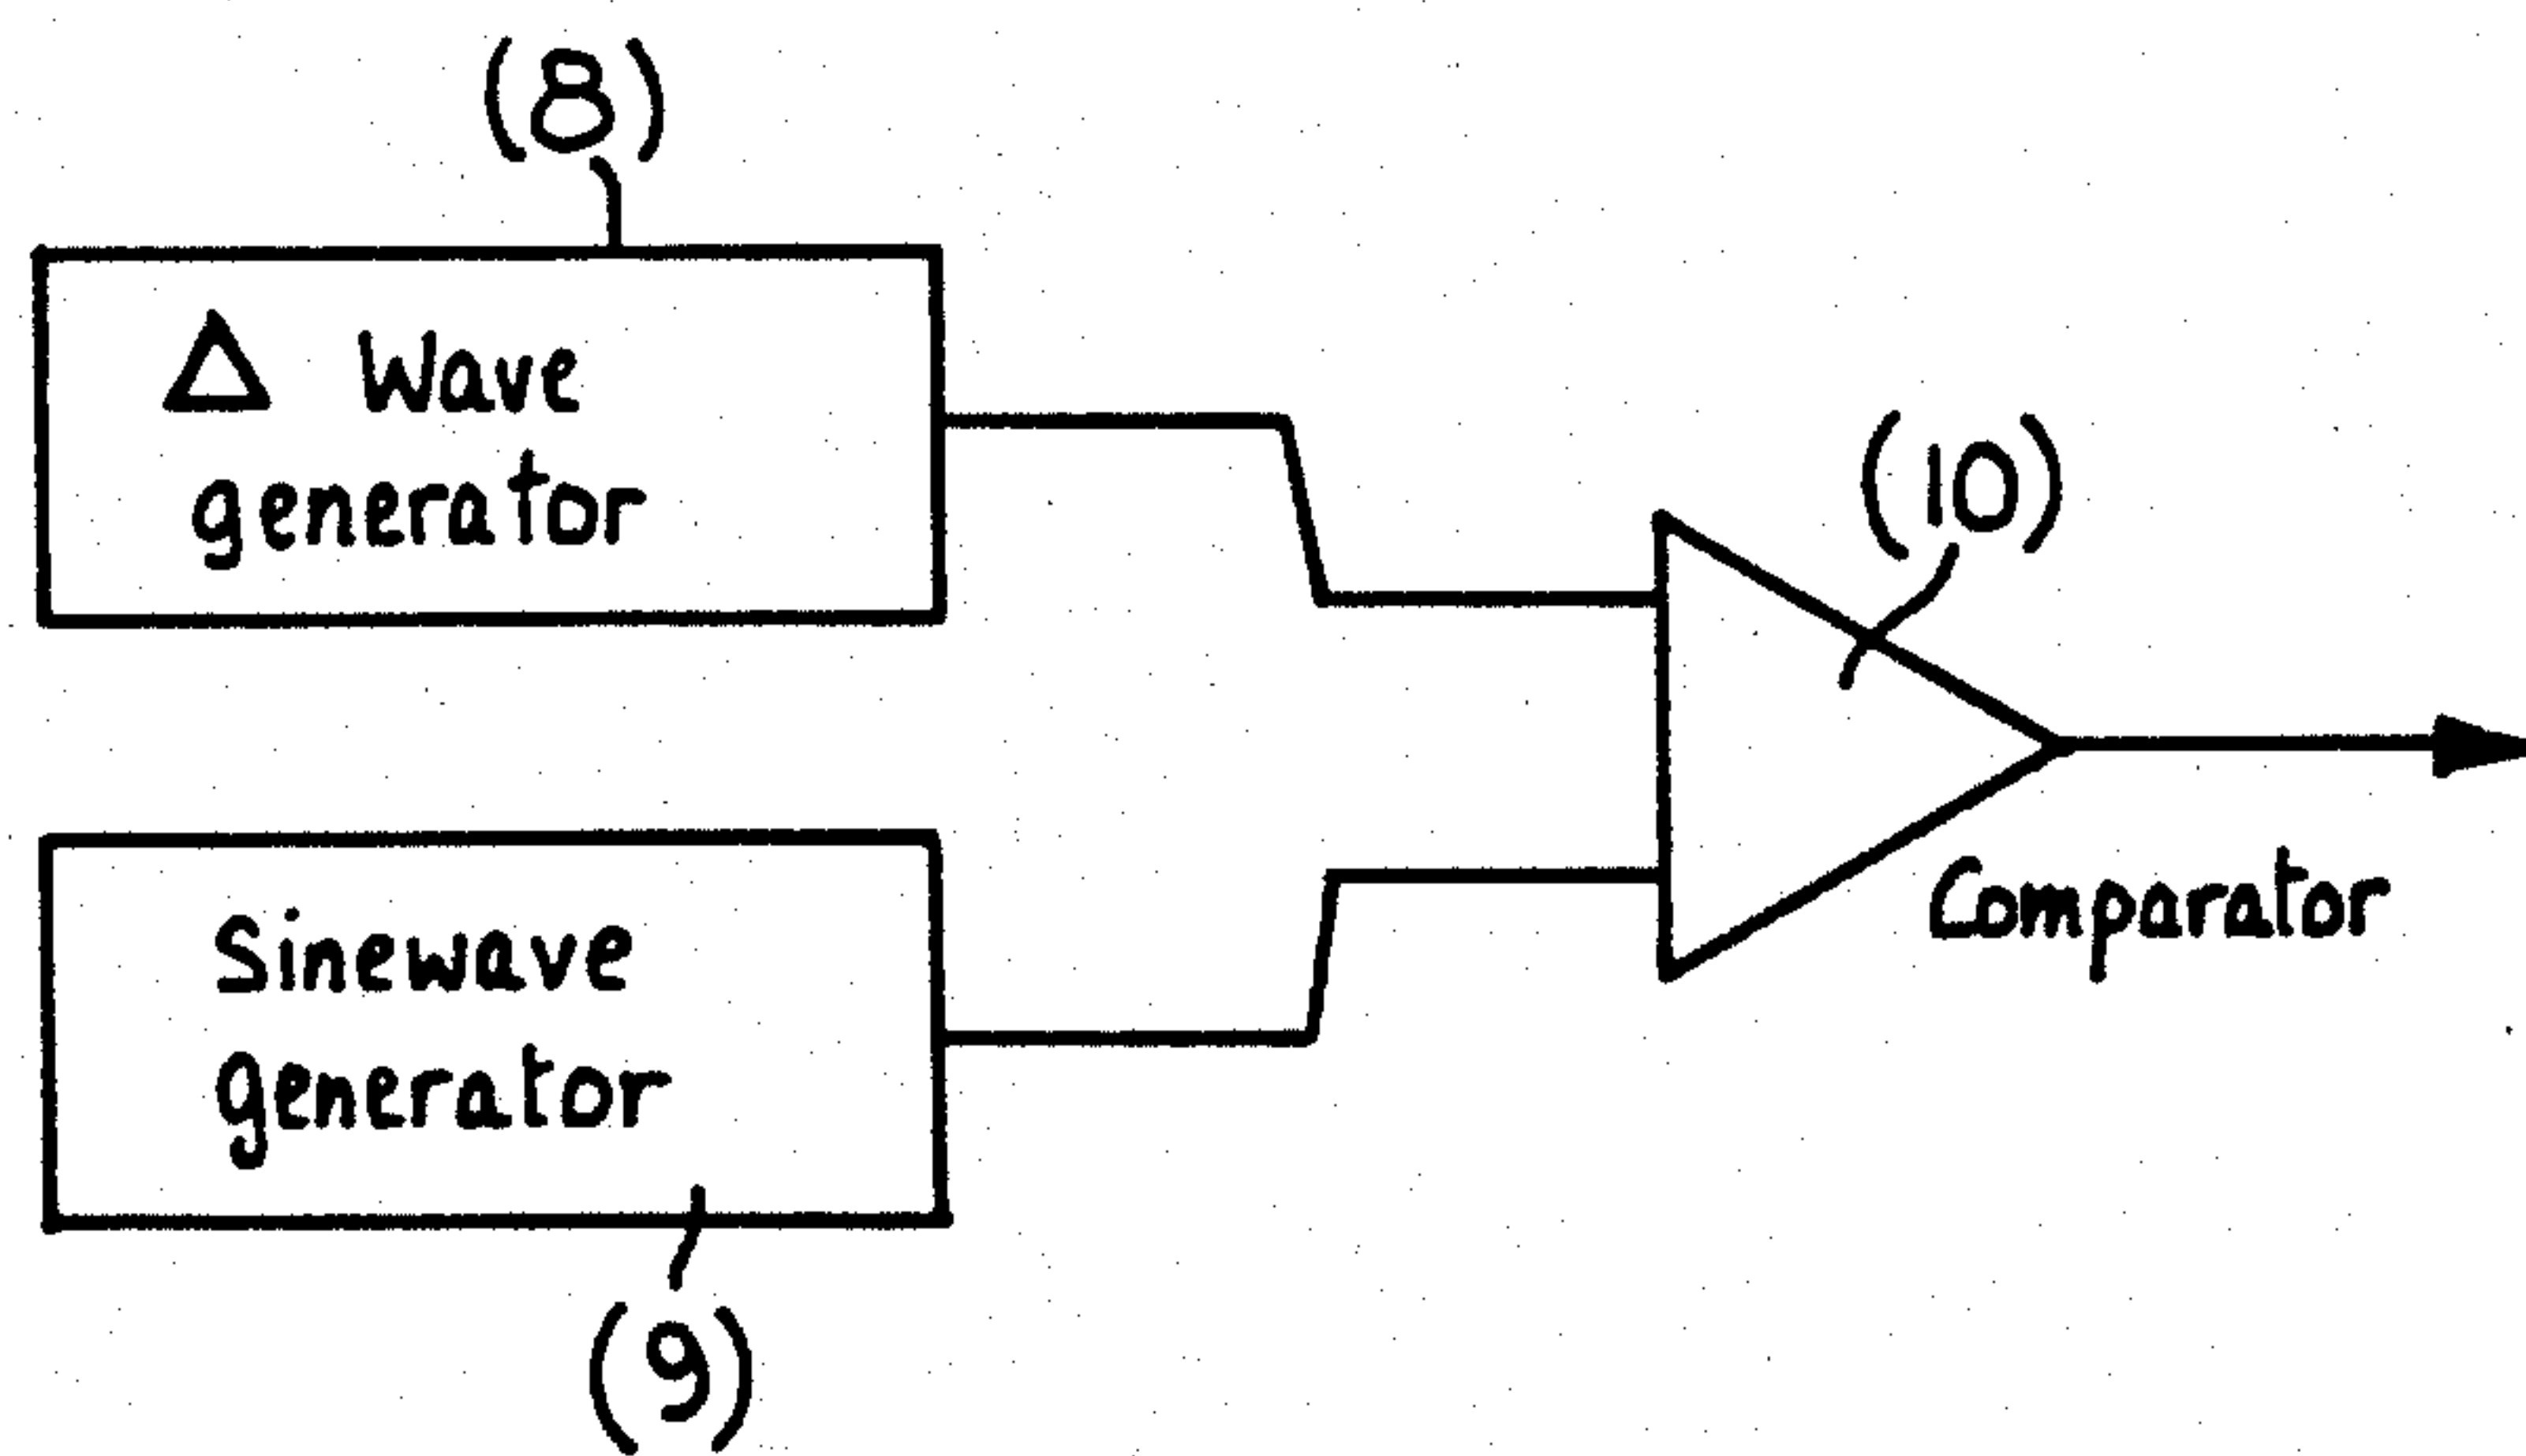 (8)
Δ Wave
generator
(10)
Comparator
Sinewave
generator
(9)